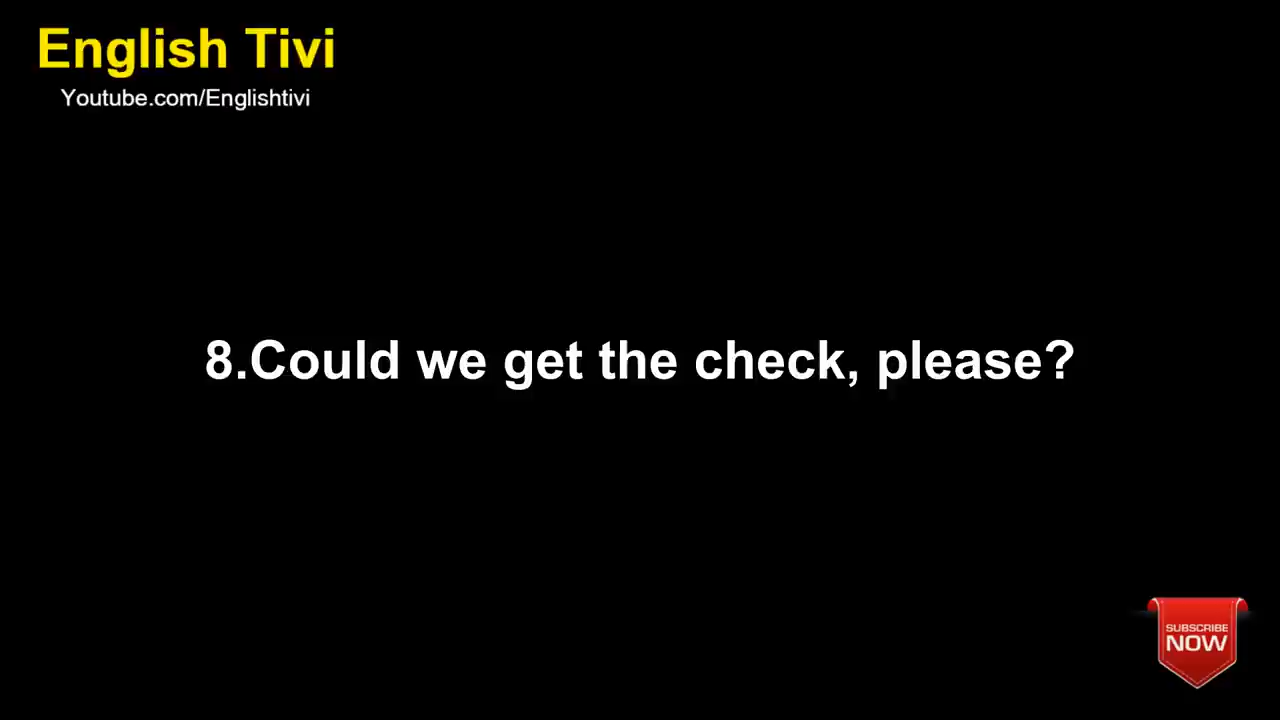 English Tivi
Youtube.com/Englishtivi
8.Could we get the check, please?
SUBSCRIBE
NOW